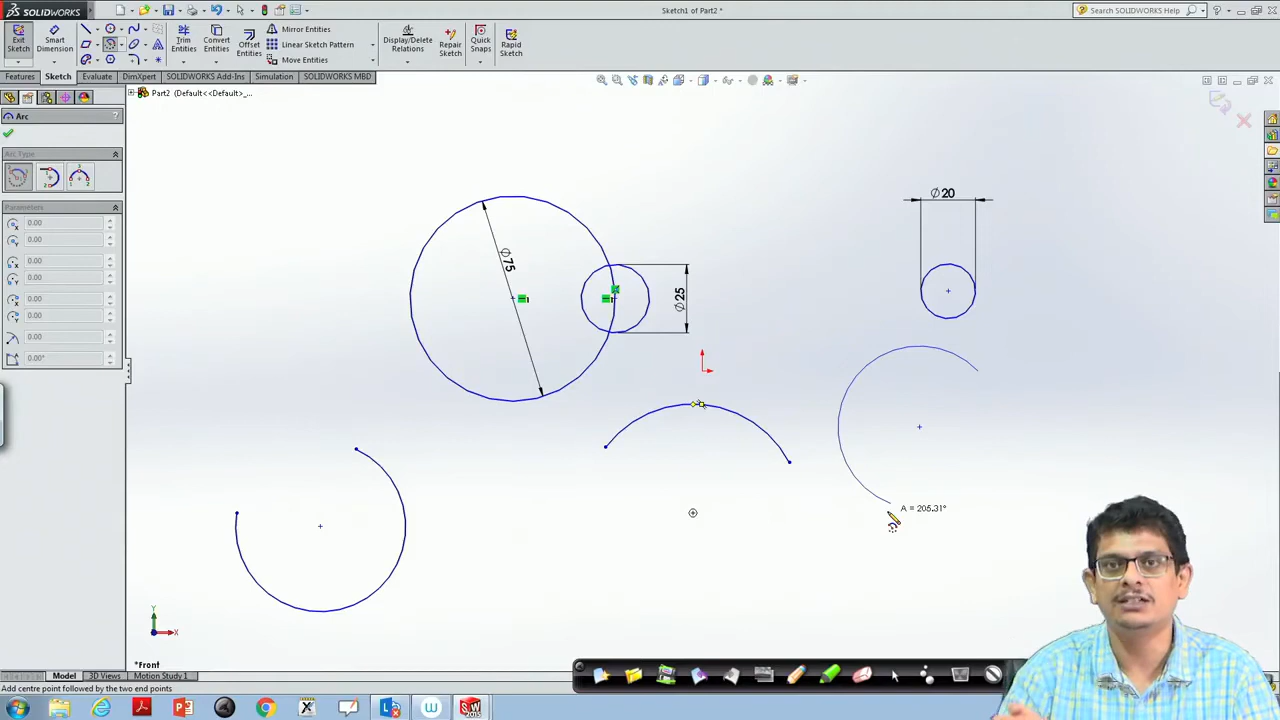 SOLIDWORKS
Sketch1 of Part2 *
Search SOLIDWORKS Help
Exit Sketch
Smart Dimension
Trim Entities
Convert Entities
Offset Entities
Mirror Entities
Linear Sketch Pattern
Move Entities
Display/Delete Relations
Repair Sketch
Quick Snaps
Rapid Sketch
Features
Sketch
Evaluate
DimXpert
SOLIDWORKS Add-Ins
Simulation
SOLIDWORKS MBD
Part2 (Default<<Default>_...
Arc
?
Arc Type
Parameters
0.00
0.00
0.00
0.00
0.00
0.00
0.00
0.00°
Ø75
Ø25
Ø20
A = 205.31°
Y
X
*Front
Model
3D Views
Motion Study 1
Add centre point followed by the two end points